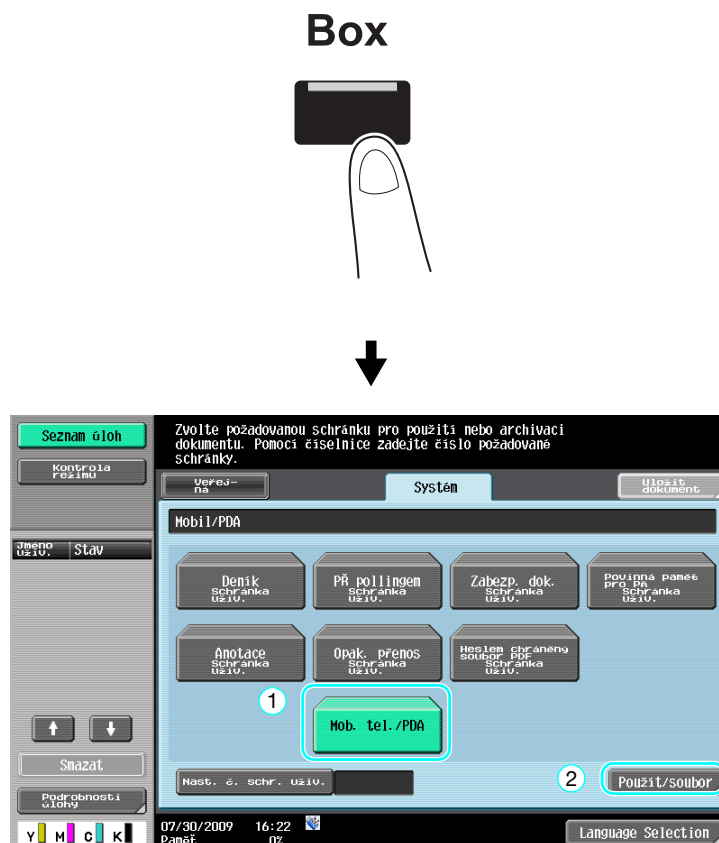 Box
Seznam úloh
Kontrola
režimu
Zvolte požadovanou schránku pro použití nebo archivaci
dokumentu. Pomocí číselnice zadejte číslo požadované
schránky.
Veřej-
ná
Systém
Uložit
dokument
Mobil/PDA
Jméno
uživ.
Stav
Deník
Schránka
uživ.
PŘ pollingem
Schránka
uživ.
Zabezp. dok.
Schránka
uživ.
Povinná paměť
pro PŘ
Schránka
uživ.
Anotace
Schránka
uživ.
Opak. přenos
Schránka
uživ.
Heslem chráněný
soubor PDF
Schránka
uživ.
1
Mob. tel./PDA
Smazat
Nast. č. schr. uživ.
2
Použít/soubor
Podrobnosti
úlohy
Y M C K
07/30/2009 16:22
Paměť 0%
Language Selection